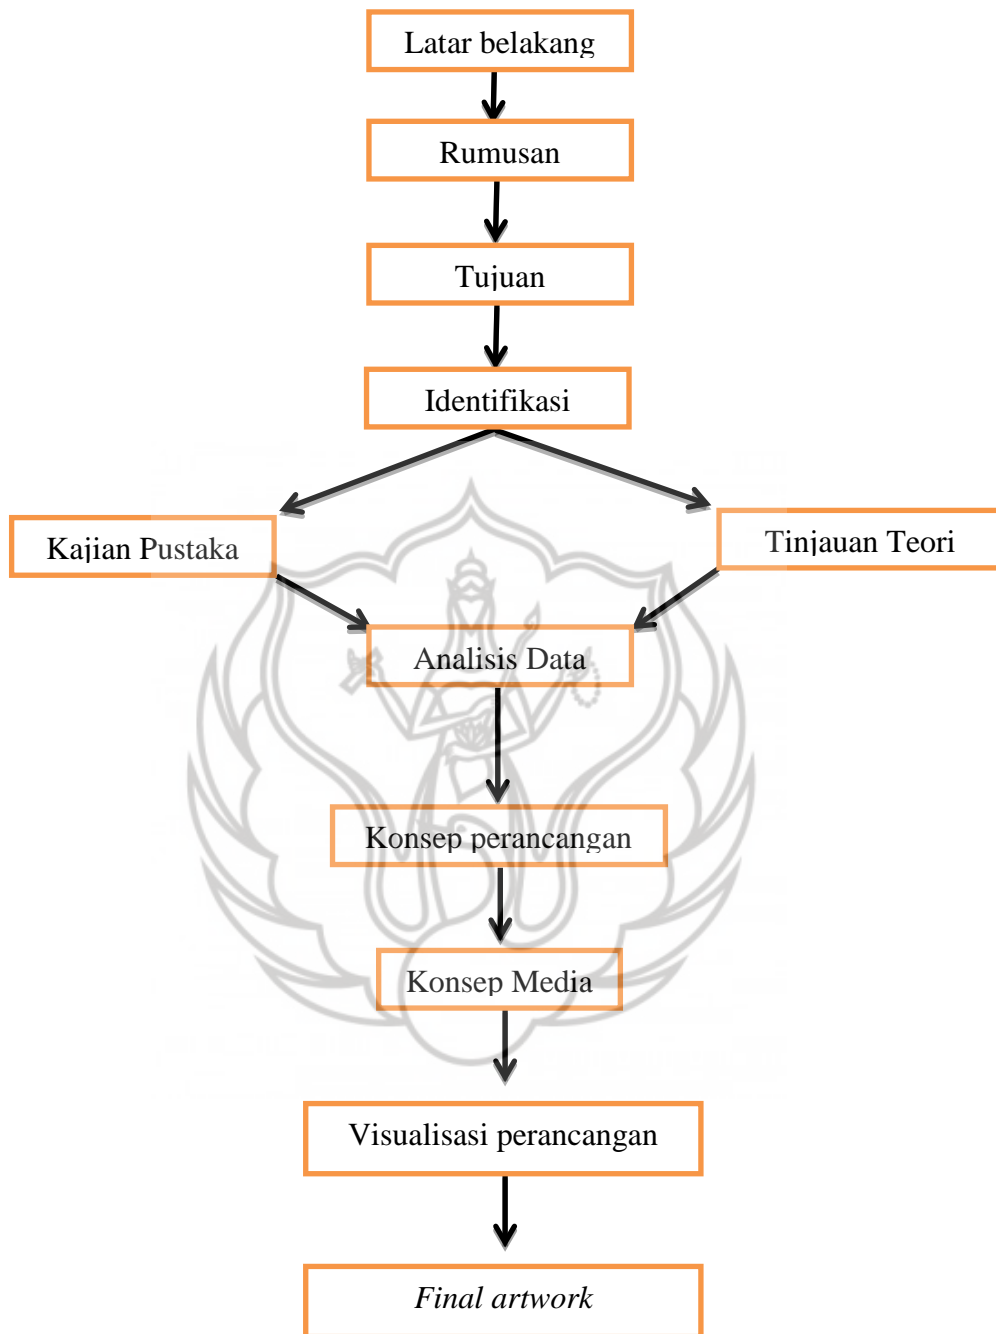 Latar belakang
Rumusan
Tujuan
Identifikasi
Kajian Pustaka
Tinjauan Teori
Analisis Data
Konsep perancangan
Konsep Media
Visualisasi perancangan
Final artwork